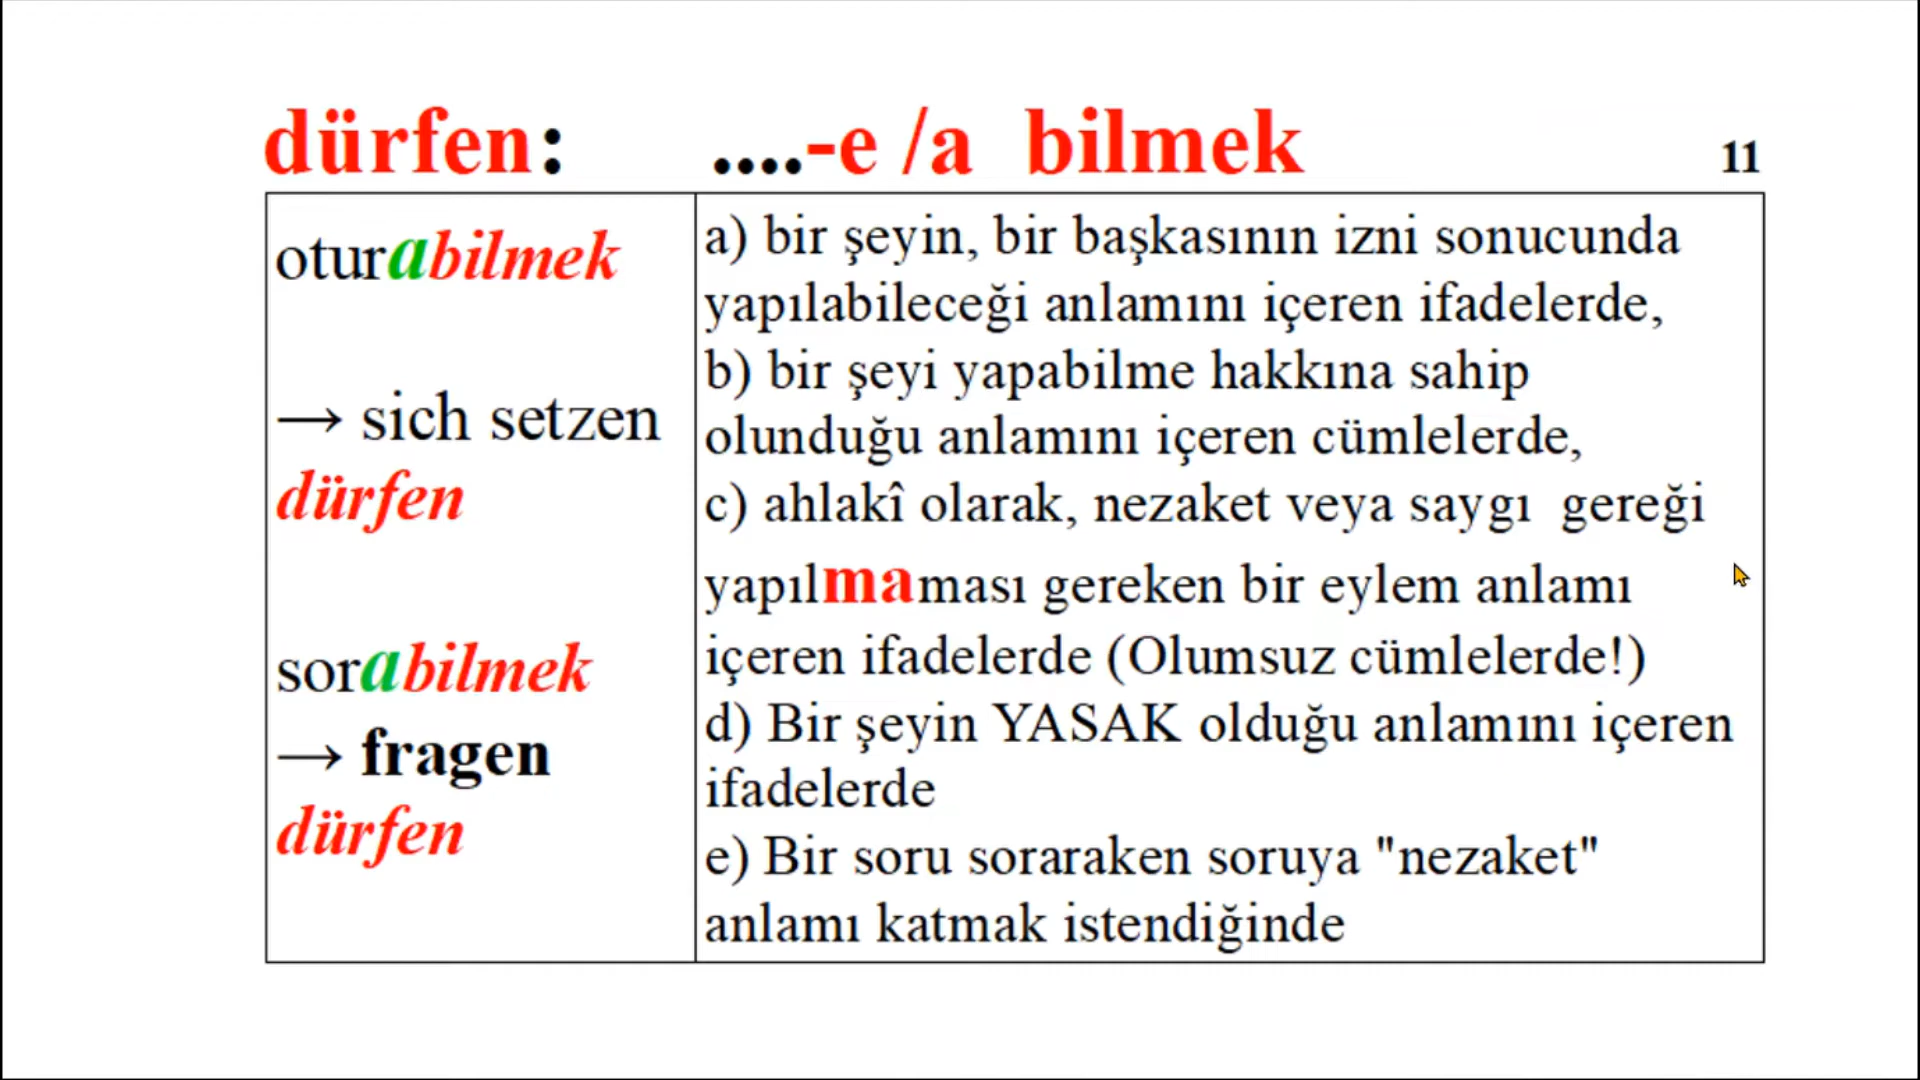 dürfen: ....-e /a bilmek
11
oturabilmek
→ sich setzen
dürfen
sorabilmek
→ fragen
dürfen
a) bir şeyin, bir başkasının izni sonucunda
yapılabileceği anlamını içeren ifadelerde,
b) bir şeyi yapabilme hakkına sahip
olunduğu anlamını içeren cümlelerde,
c) ahlakî olarak, nezaket veya saygı gereği
yapılmaması gereken bir eylem anlamı
içeren ifadelerde (Olumsuz cümlelerde!)
d) Bir şeyin YASAK olduğu anlamını içeren
ifadelerde
e) Bir soru soraraken soruya "nezaket"
anlamı katmak istendiğinde